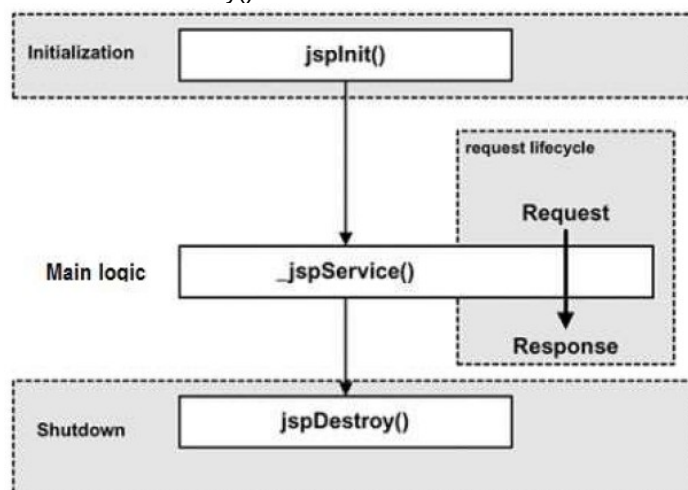 jspInit()
Initialization
request lifecycle
Request
Main logic
_jspService()
Response
jspDestroy()
Shutdown